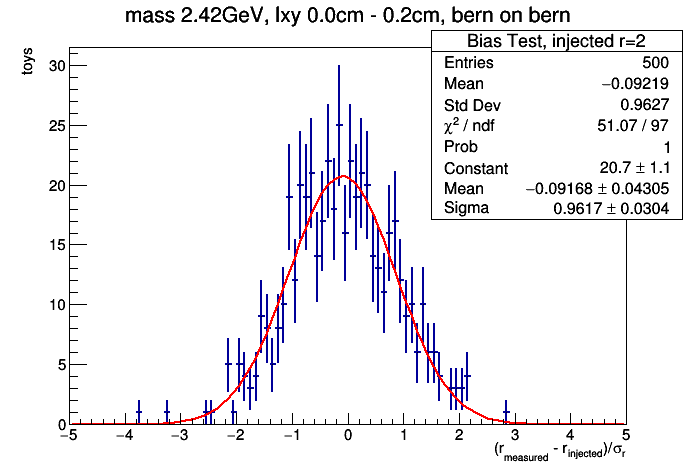 mass 2.42GeV, lxy 0.0cm - 0.2cm, bern on bern
toys
Bias Test, injected r=2
Entries 500
Mean −0.09219
Std Dev 0.9627
χ² / ndf 51.07 / 97
Prob 1
Constant 20.7 ± 1.1
Mean −0.09168 ± 0.04305
Sigma 0.9617 ± 0.0304
30
25
20
15
10
5
0
−5 −4 −3 −2 −1 0 1 2 3 4 5
(r_measured - r_injected)/σ_r